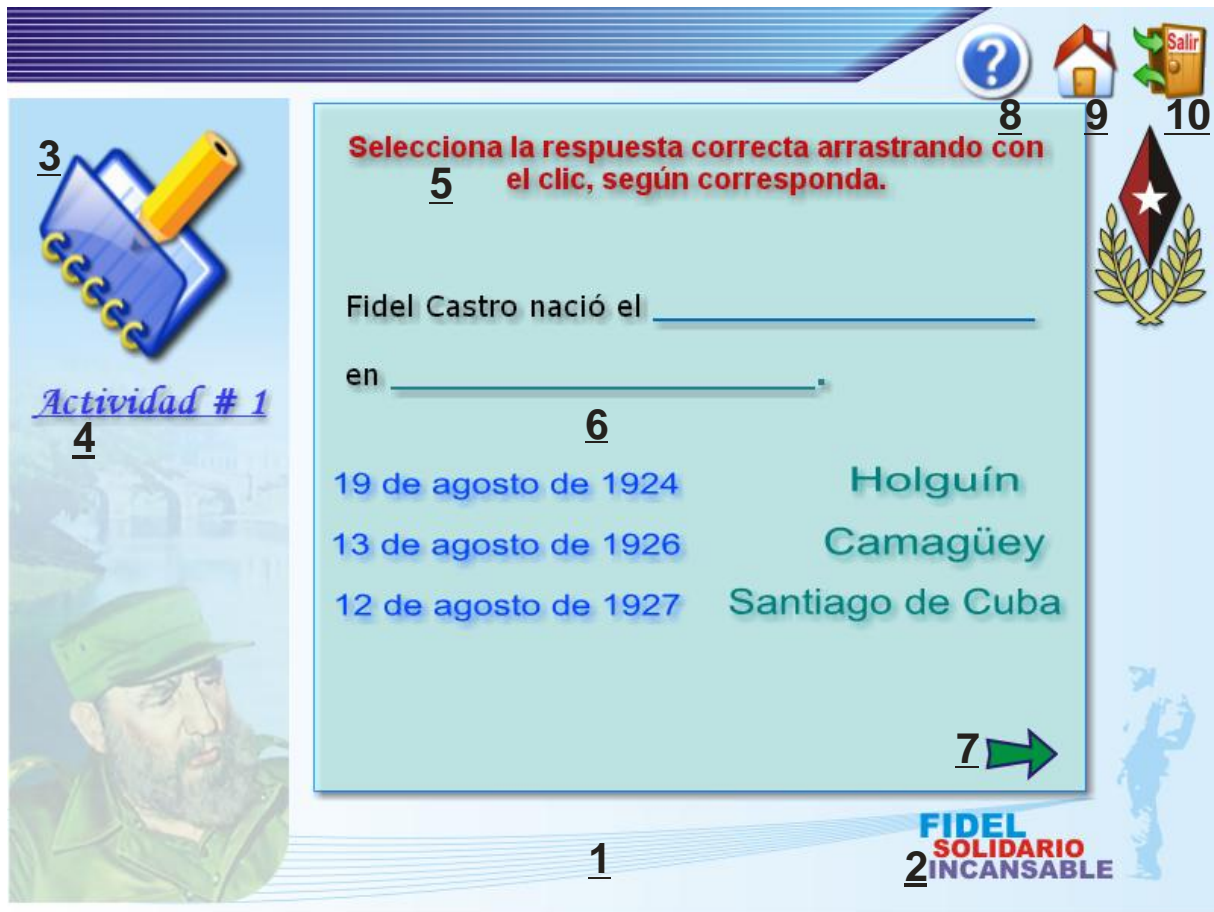 Salir
8
9
10
3
Selecciona la respuesta correcta arrastrando con
5
el clic, según corresponda.
Fidel Castro nació el ____________________
en ____________________.
Actividad # 1
4
6
19 de agosto de 1924
Holguín
13 de agosto de 1926
Camagüey
12 de agosto de 1927
Santiago de Cuba
7
1
FIDEL
SOLIDARIO
2
INCANSABLE